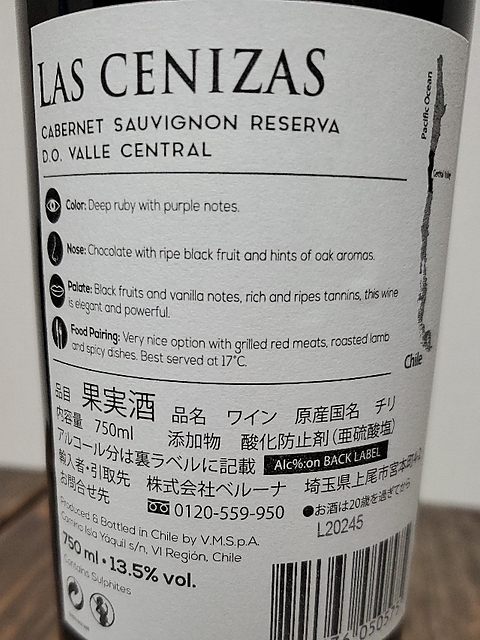 LAS CENIZAS
CABERNET SAUVIGNON RESERVA
D.O. VALLE CENTRAL
Color: Deep ruby with purple notes.
Nose: Chocolate with ripe black fruit and hints of oak aromas.
Palate: Black fruits and vanilla notes, rich and ripes tannins, this wine
is elegant and powerful.
Food Pairing: Very nice option with grilled red meats, roasted lamb
and spicy dishes. Best served at 17°C.
Pacific Ocean
Central Valley
Chile
品目 果実酒 品名 ワイン 原産国名 チリ
内容量 750ml 添加物 酸化防止剤(亜硫酸塩)
アルコール分は裏ラベルに記載 Alc%:on BACK LABEL
輸入者・引取先 株式会社ベルーナ 埼玉県上尾市宮本町4-2
お問合せ先 0120-559-950 ●お酒は20歳を過ぎてから
L20245
Produced & Bottled in Chile by V.M.S.p.A.
Camino Isla Yáquil s/n, VI Región, Chile
750 ml • 13.5% vol.
Contains Sulphites